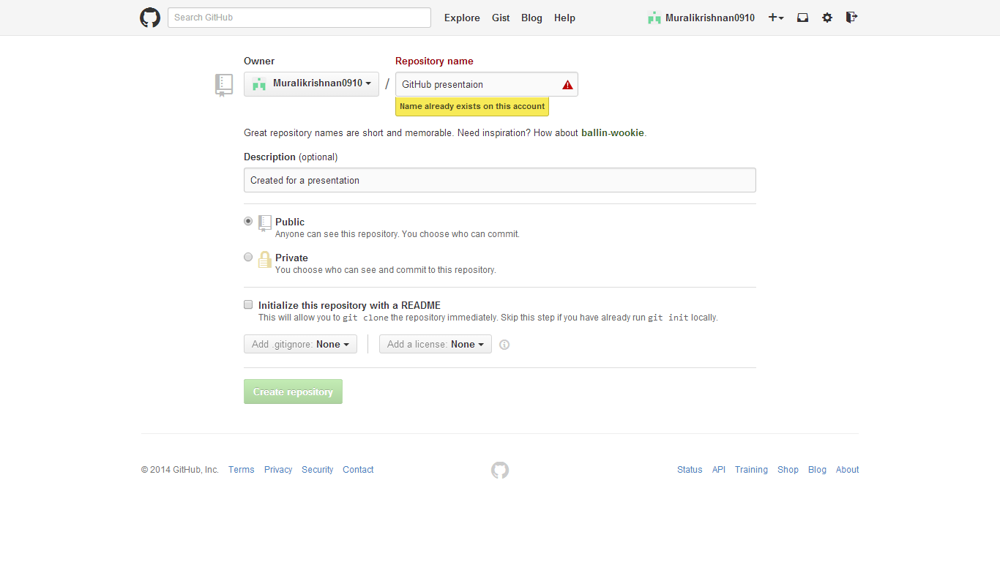 Search GitHub Explore Gist Blog Help Muralikrishnan0910
Owner Repository name
Muralikrishnan0910 / GitHub presentaion
Name already exists on this account
Great repository names are short and memorable. Need inspiration? How about ballin-wookie.
Description (optional)
Created for a presentation
Public
Anyone can see this repository. You choose who can commit.
Private
You choose who can see and commit to this repository.
Initialize this repository with a README
This will allow you to git clone the repository immediately. Skip this step if you have already run git init locally.
Add .gitignore: None Add a license: None
Create repository
© 2014 GitHub, Inc. Terms Privacy Security Contact Status API Training Shop Blog About